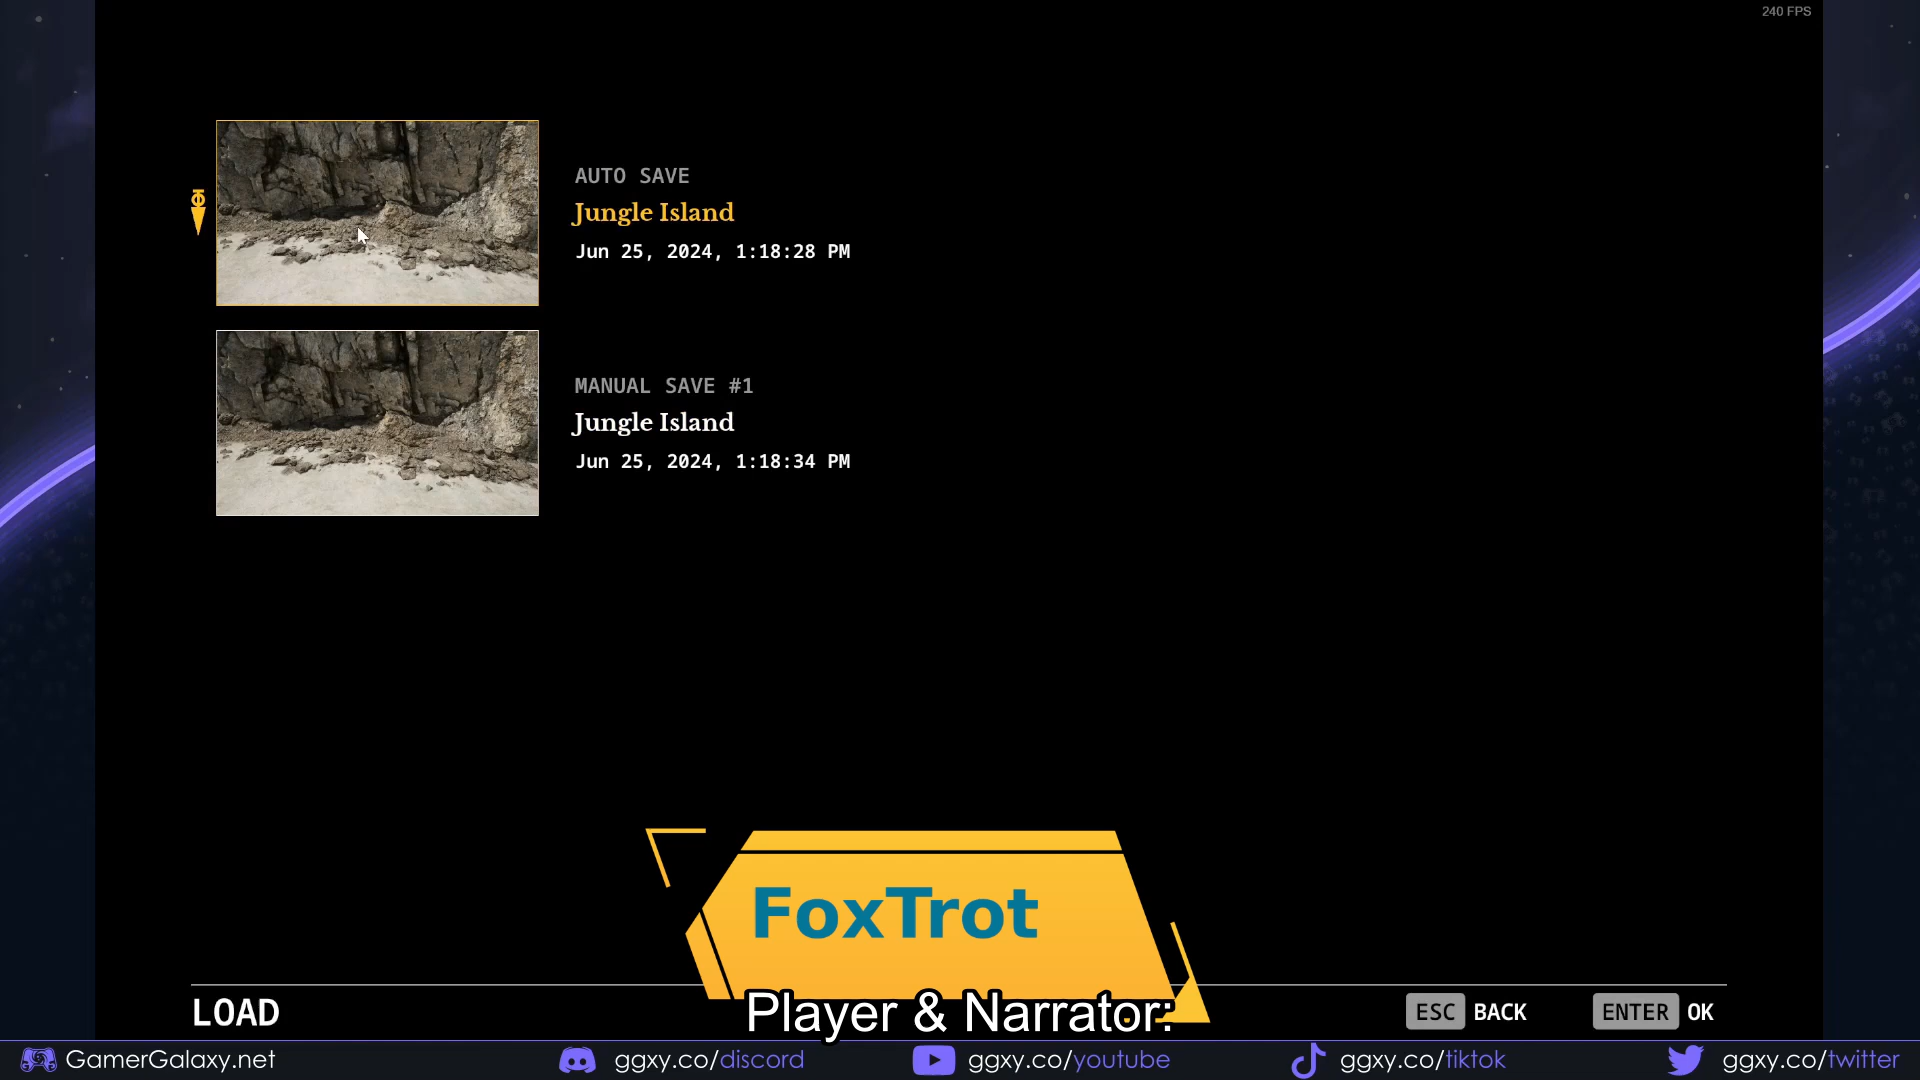 240 FPS
AUTO SAVE
Jungle Island
Jun 25, 2024, 1:18:28 PM
MANUAL SAVE #1
Jungle Island
Jun 25, 2024, 1:18:34 PM
FoxTrot
Player & Narrator:
LOAD
ESC BACK
ENTER OK
GamerGalaxy.net
ggxy.co/discord
ggxy.co/youtube
ggxy.co/tiktok
ggxy.co/twitter